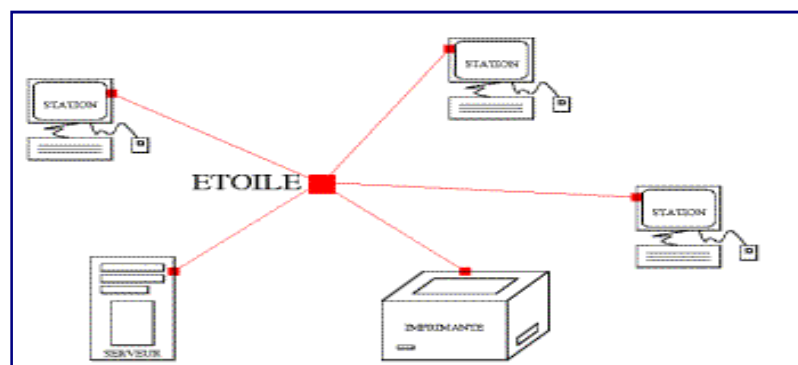 STATION
STATION
ETOILE
STATION
IMPRIMANTE
SERVEUR